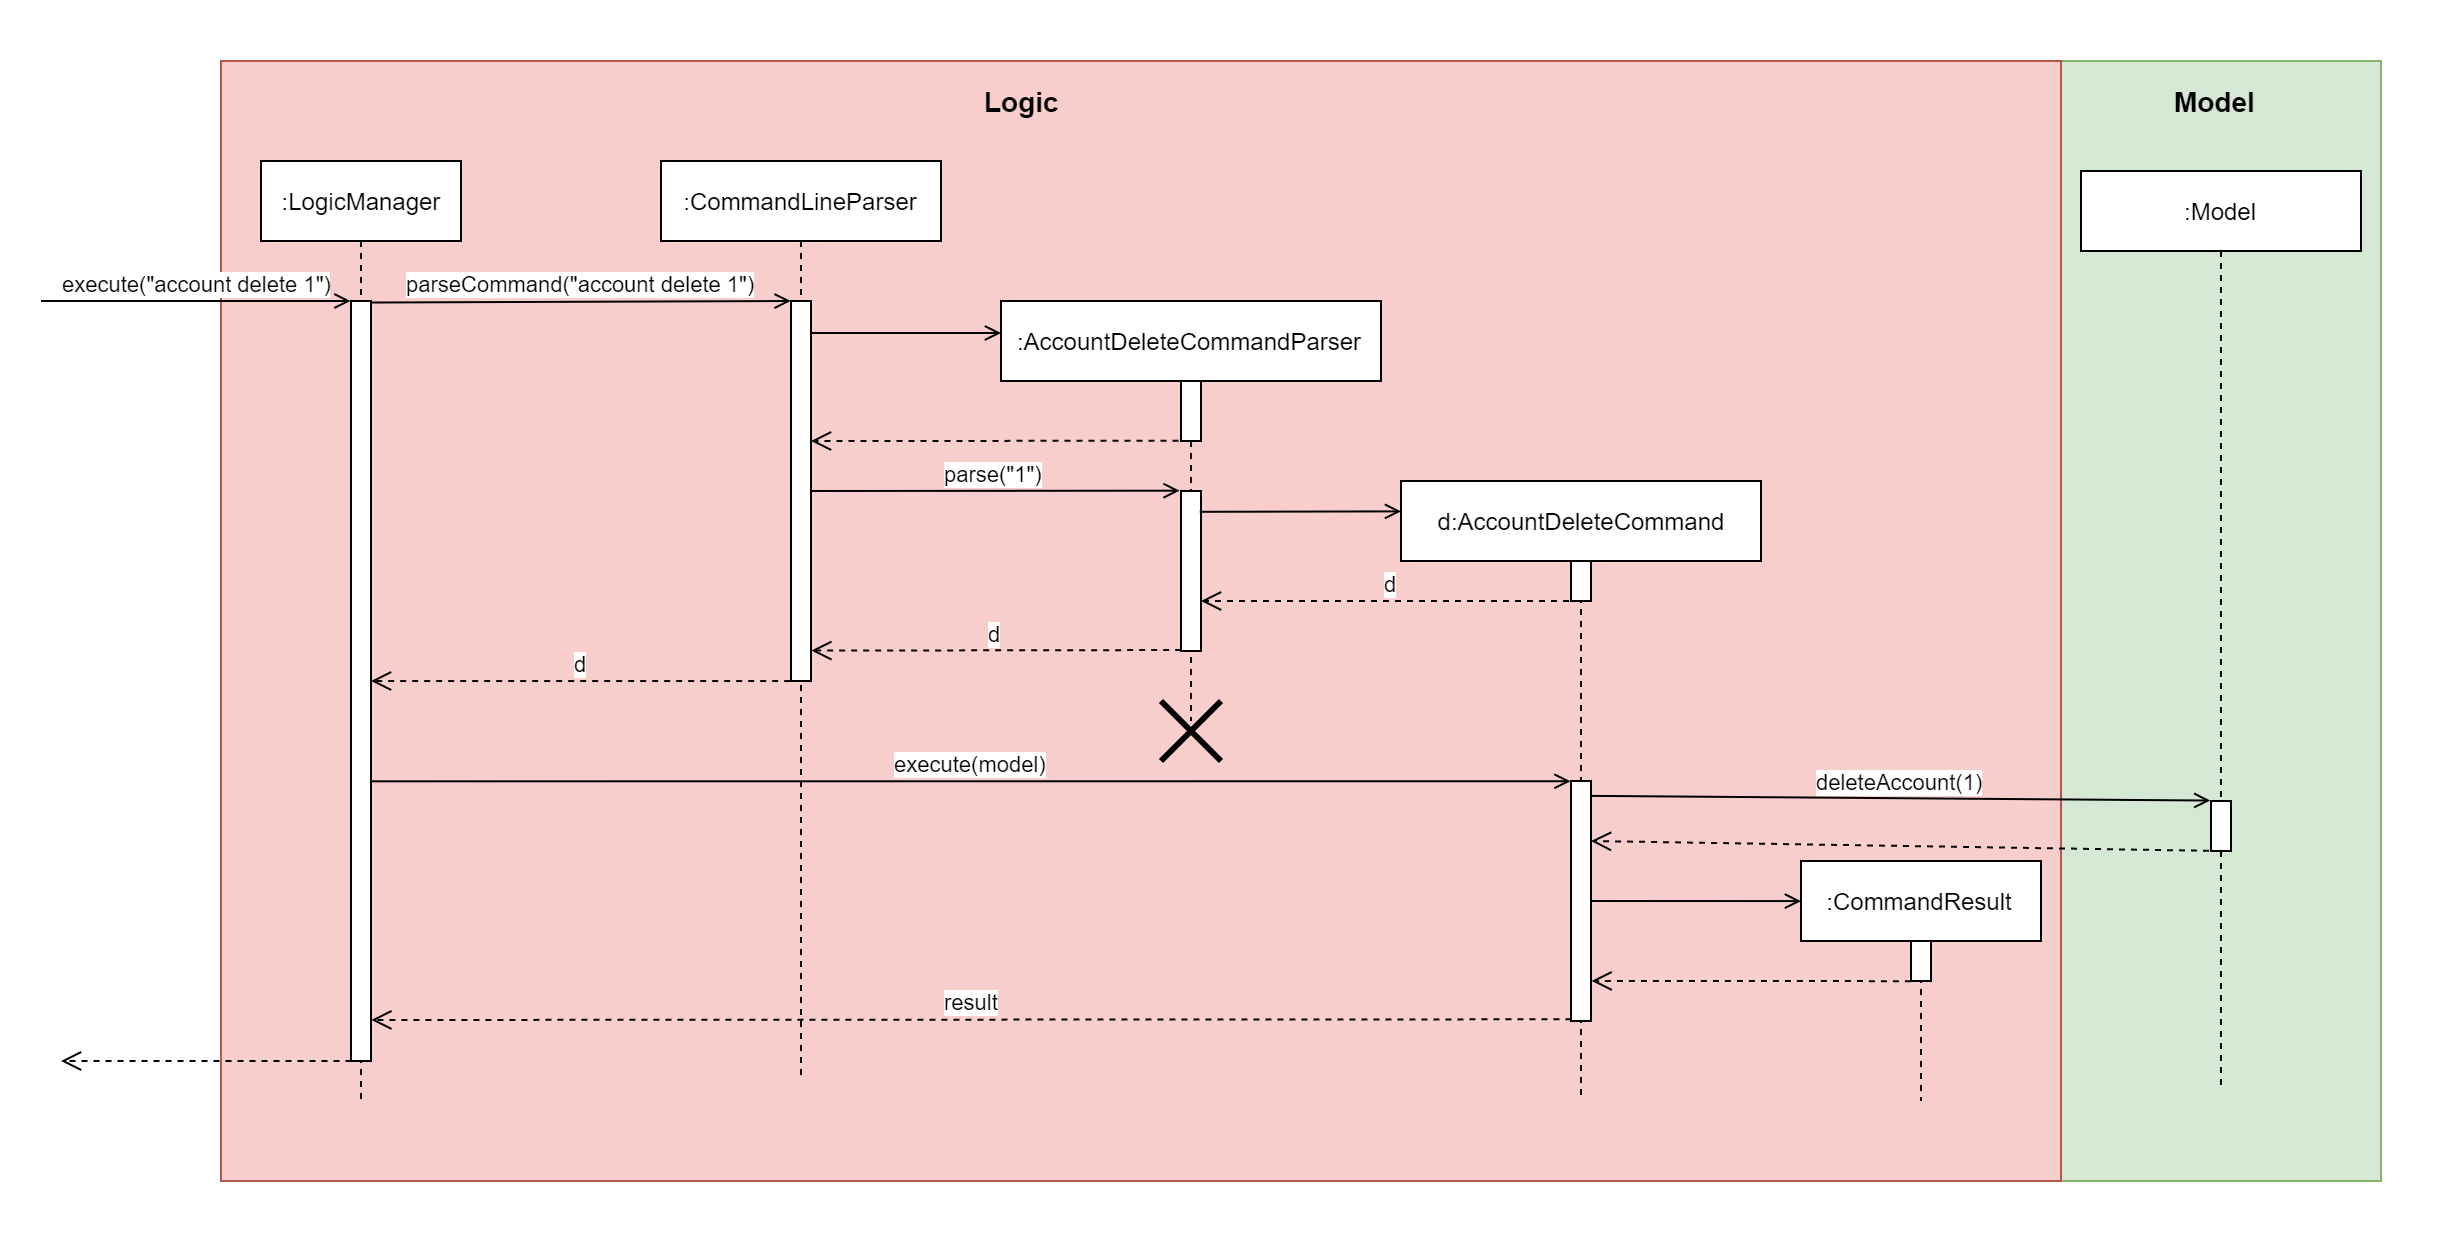 Logic
Model
:LogicManager
:CommandLineParser
:Model
execute("account delete 1")
parseCommand("account delete 1")
:AccountDeleteCommandParser
parse("1")
d:AccountDeleteCommand
d
d
d
execute(model)
deleteAccount(1)
:CommandResult
result